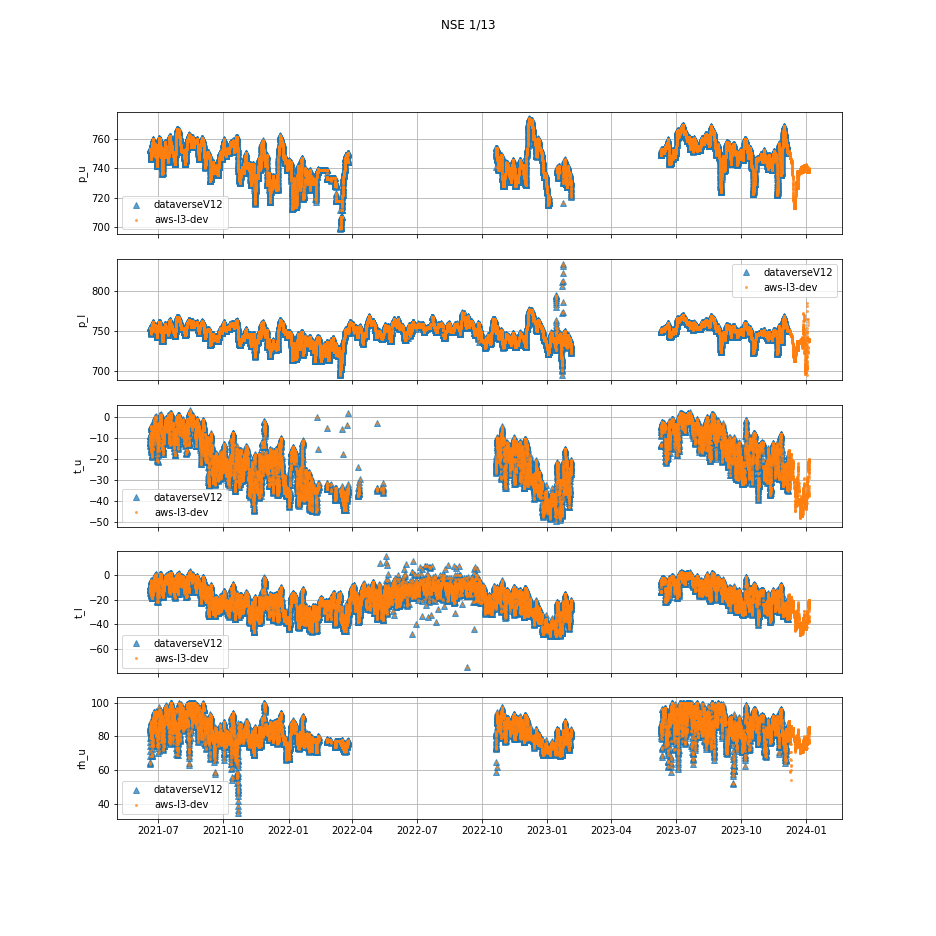 NSE 1/13
760
740
720
700
p_u
dataverseV12
aws-l3-dev
800
750
700
p_l
dataverseV12
aws-l3-dev
0
−10
−20
−30
−40
−50
t_u
dataverseV12
aws-l3-dev
0
−20
−40
−60
t_l
dataverseV12
aws-l3-dev
100
80
60
40
rh_u
dataverseV12
aws-l3-dev
2021-07 2021-10 2022-01 2022-04 2022-07 2022-10 2023-01 2023-04 2023-07 2023-10 2024-01